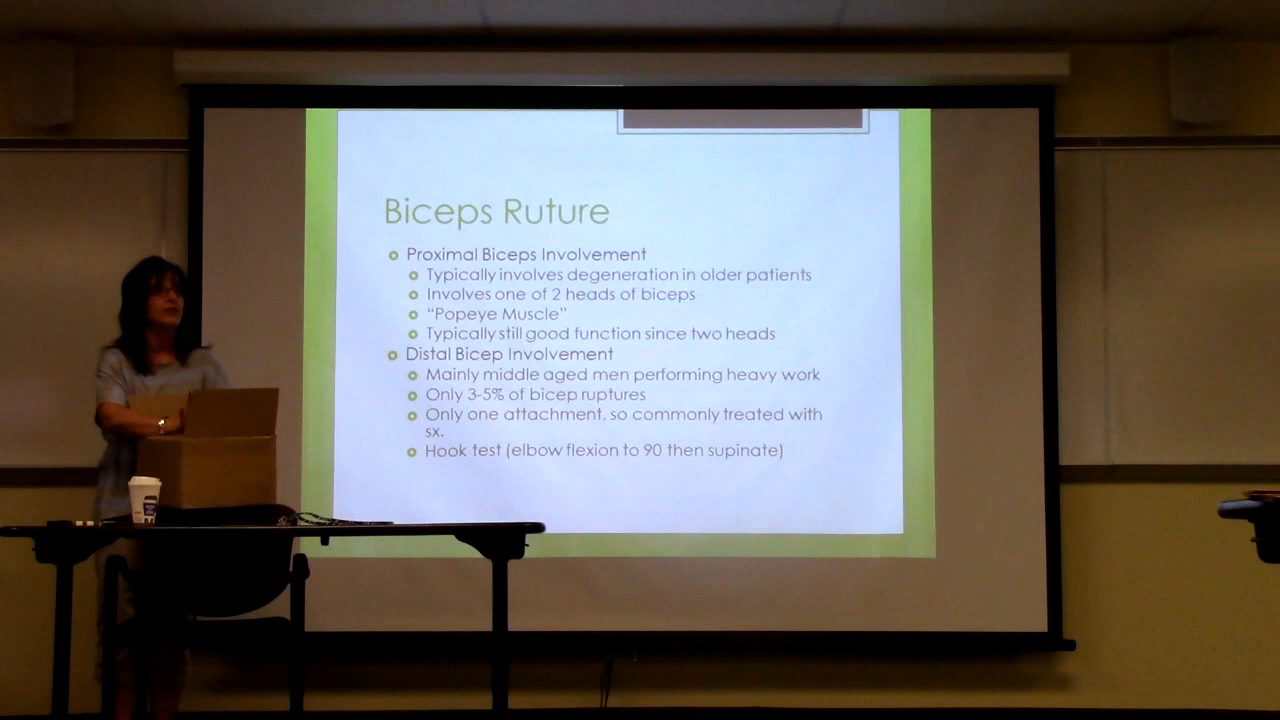 Biceps Ruture
Proximal Biceps Involvement
Typically involves degeneration in older patients
Involves one of 2 heads of biceps
“Popeye Muscle”
Typically still good function since two heads
Distal Bicep Involvement
Mainly middle aged men performing heavy work
Only 3-5% of bicep ruptures
Only one attachment, so commonly treated with
sx.
Hook test (elbow flexion to 90 then supinate)